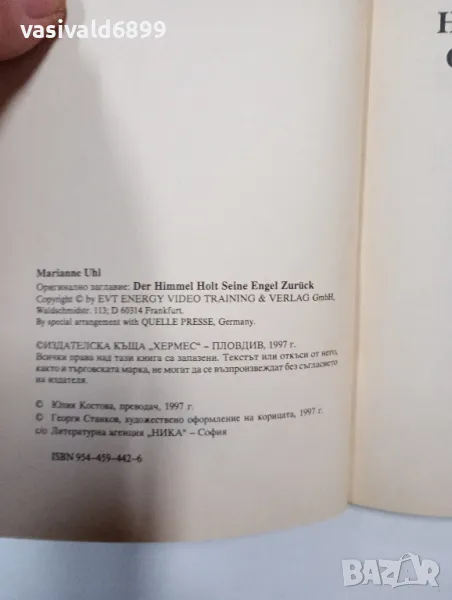 vasivald6899
Н
С
Marianne Uhl
Оригинално заглавие: Der Himmel Holt Seine Engel Zurück
Copyright © by EVT ENERGY VIDEO TRAINING & VERLAG GmbH,
Waldschmidstr. 113; D 60314 Frankfurt.
By special arrangement with QUELLE PRESSE, Germany.
©ИЗДАТЕЛСКА КЪЩА „ХЕРМЕС“ – ПЛОВДИВ, 1997 г.
Всички права над тази книга са запазени. Текстът или откъси от него,
както и търговската марка, не могат да се възпроизвеждат без съгласието
на издателя.
© Юлия Костова, преводач, 1997 г.
© Георги Станков, художествено оформление на корицата, 1997 г.
c/o Литературна агенция „НИКА“ – София
ISBN 954–459–442–6
BAZAR